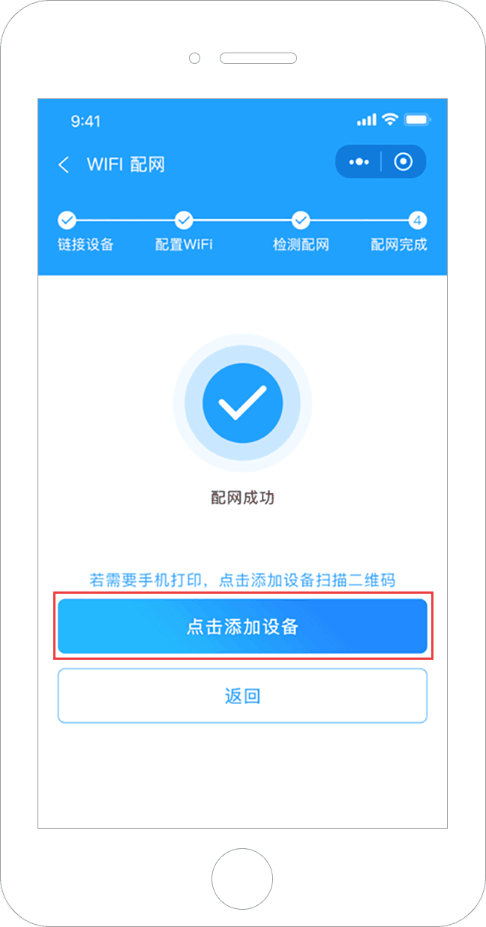 9:41
WIFI 配网
4
链接设备 配置WiFi 检测配网 配网完成
配网成功
若需要手机打印，点击添加设备扫描二维码
点击添加设备
返回